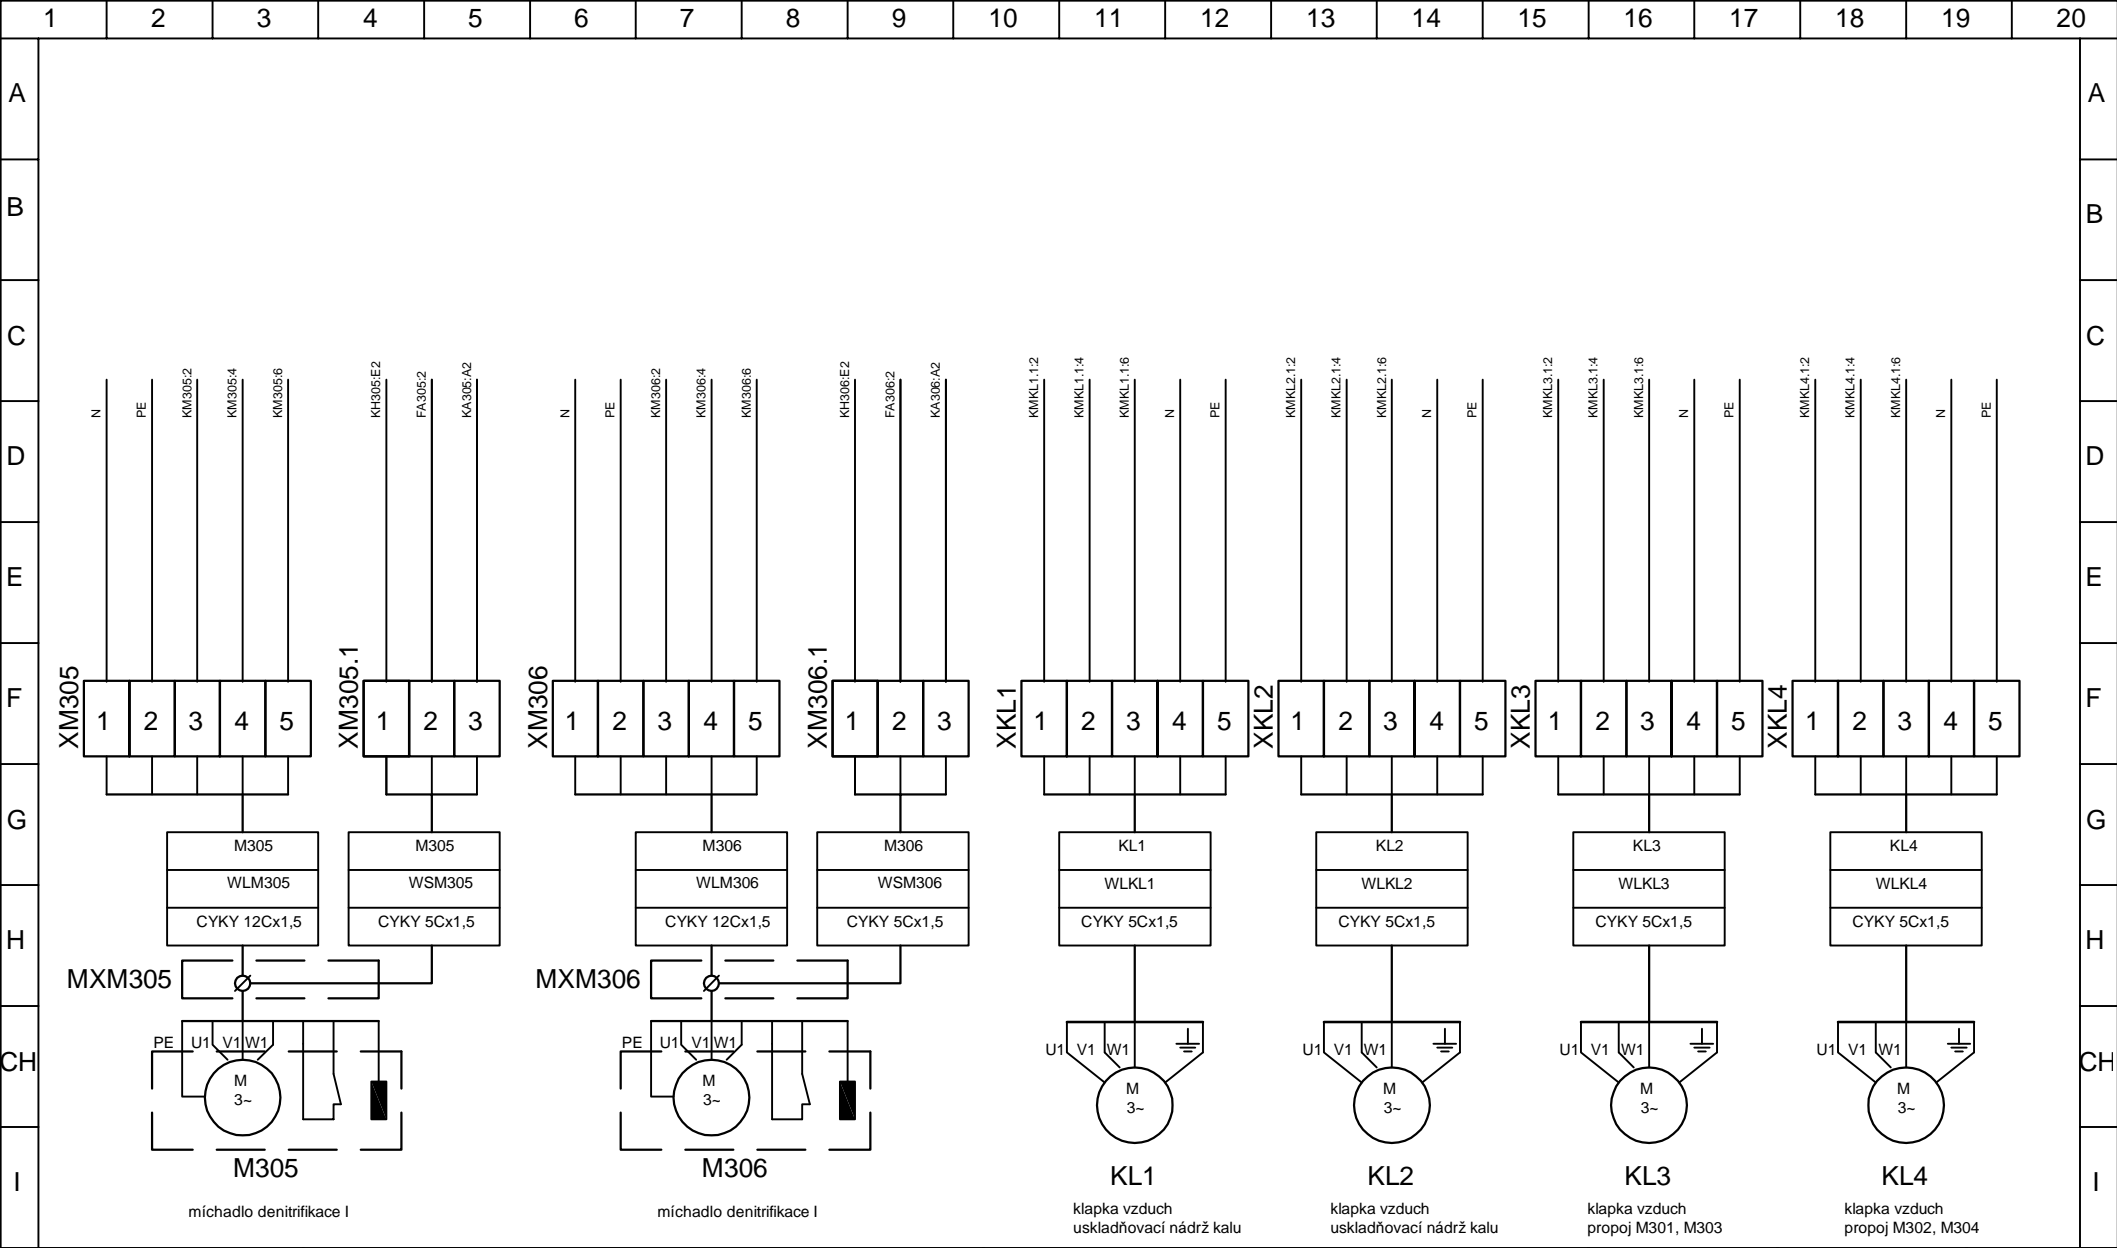 1 2 3 4 5 6 7 8 9 10 11 12 13 14 15 16 17 18 19 20
A A
B B
C C
D D
E E
F F
G G
H H
CH CH
I I
N PE KM305:2 KM305:4 KM305:6 KH305:E2 FA305:2 KA305:A2 N PE KM306:2 KM306:4 KM306:6 KH306:E2 FA306:2 KA306:A2 KMKL1.1:2 KMKL1.1:4 KMKL1.1:6 N PE KMKL2.1:2 KMKL2.1:4 KMKL2.1:6 N PE KMKL3.1:2 KMKL3.1:4 KMKL3.1:6 N PE KMKL4.1:2 KMKL4.1:4 KMKL4.1:6 N PE
XM305 1 2 3 4 5 XM305.1 1 2 3 XM306 1 2 3 4 5 XM306.1 1 2 3 XKL1 1 2 3 4 5 XKL2 1 2 3 4 5 XKL3 1 2 3 4 5 XKL4 1 2 3 4 5
M305 M305 M306 M306 KL1 KL2 KL3 KL4
WLM305 WSM305 WLM306 WSM306 WLKL1 WLKL2 WLKL3 WLKL4
CYKY 12Cx1,5 CYKY 5Cx1,5 CYKY 12Cx1,5 CYKY 5Cx1,5 CYKY 5Cx1,5 CYKY 5Cx1,5 CYKY 5Cx1,5 CYKY 5Cx1,5
MXM305 MXM306
PE U1 V1 W1 PE U1 V1 W1 U1 V1 W1 U1 V1 W1 U1 V1 W1 U1 V1 W1
M M M M M M
3~ 3~ 3~ 3~ 3~ 3~
M305 M306 KL1 KL2 KL3 KL4
míchadlo denitrifikace I
míchadlo denitrifikace I
klapka vzduch
uskladňovací nádrž kalu
klapka vzduch
uskladňovací nádrž kalu
klapka vzduch
propoj M301, M303
klapka vzduch
propoj M302, M304